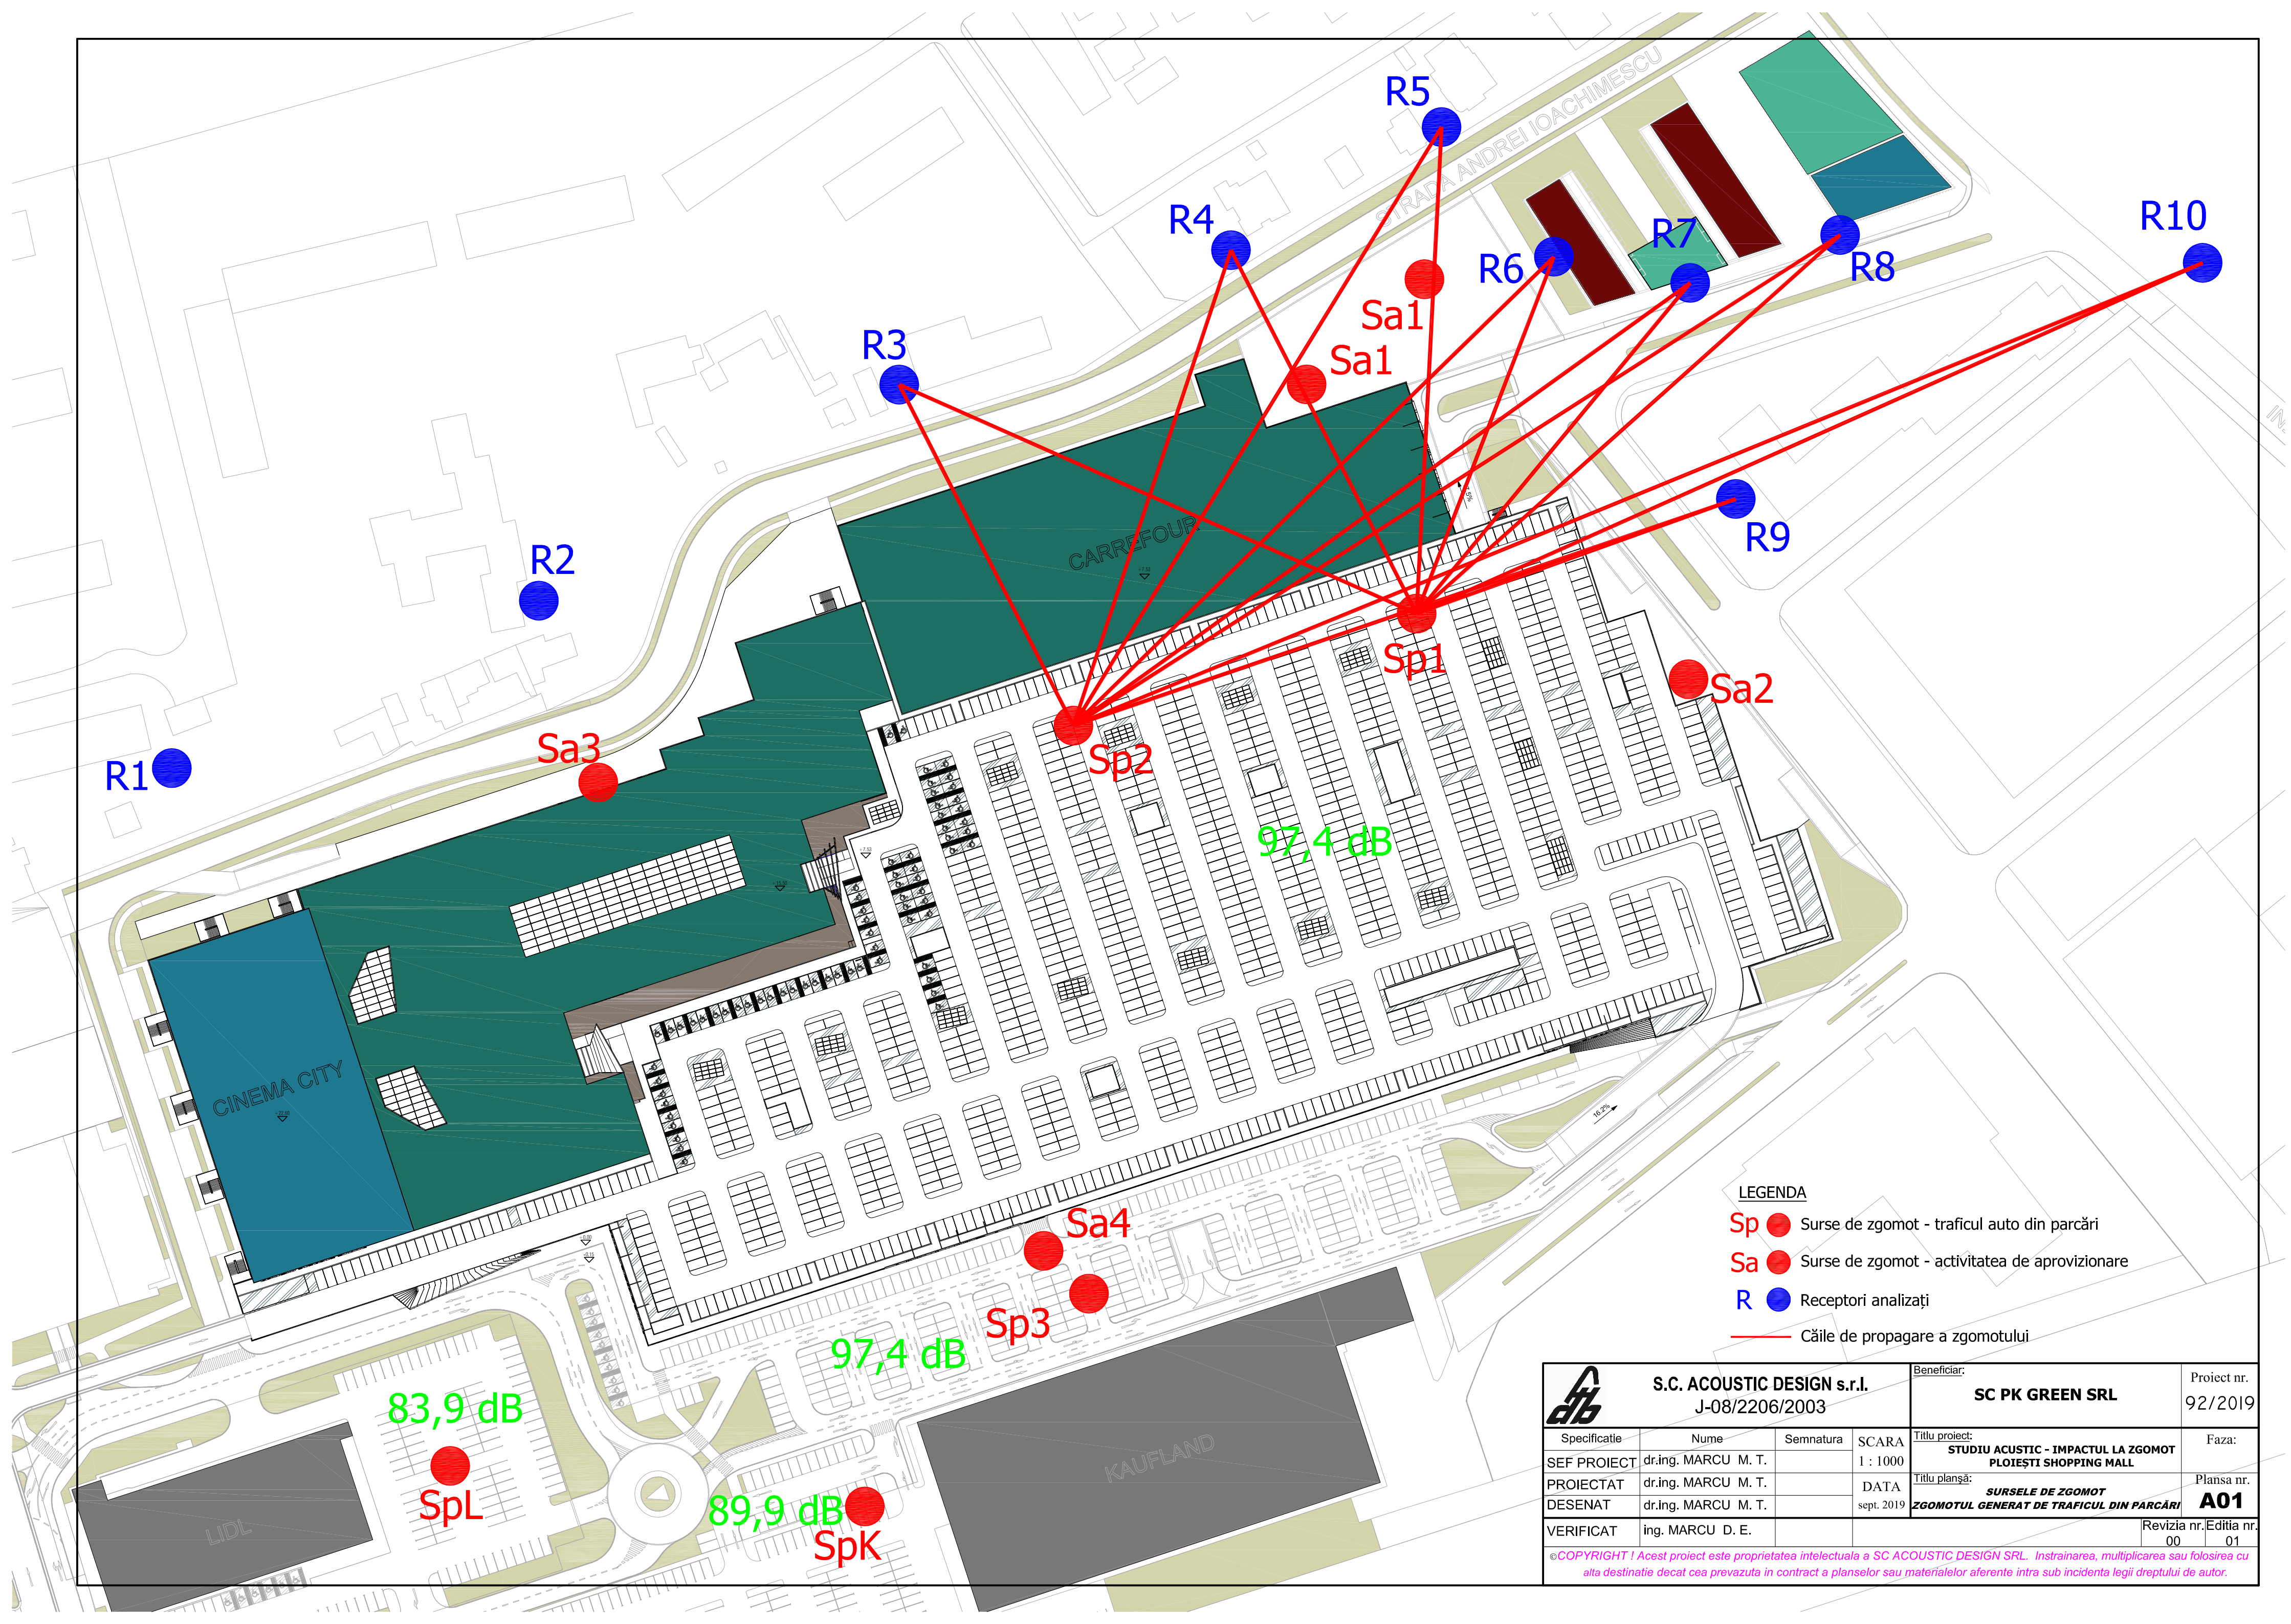 R5
STRADA ANDREI IOACHIMESCU
R4
R10
R7
R6
R8
Sa1
R3
Sa1
R9
CARREFOUR
R2
Sp1
Sa2
Sa3
R1
Sp2
97,4 dB
CINEMA CITY
16.2%
Sa4
Sp3
97,4 dB
83,9 dB
SpL
89,9 dB
SpK
LIDL
KAUFLAND
LEGENDA
Sp Surse de zgomot - traficul auto din parcări
Sa Surse de zgomot - activitatea de aprovizionare
R Receptori analizați
Căile de propagare a zgomotului
S.C. ACOUSTIC DESIGN s.r.l.
J-08/2206/2003
Beneficiar:
SC PK GREEN SRL
Proiect nr.
92/2019
Specificatie Nume Semnatura SCARA
1 : 1000
SEF PROIECT dr.ing. MARCU M. T.
PROIECTAT dr.ing. MARCU M. T. DATA
DESENAT dr.ing. MARCU M. T. sept. 2019
VERIFICAT ing. MARCU D. E.
Titlu proiect:
STUDIU ACUSTIC - IMPACTUL LA ZGOMOT
PLOIEȘTI SHOPPING MALL
Faza:
Titlu planşă:
SURSELE DE ZGOMOT
ZGOMOTUL GENERAT DE TRAFICUL DIN PARCĂRI
Plansa nr.
A01
Revizia nr. Editia nr.
00 01
©COPYRIGHT ! Acest proiect este proprietatea intelectuala a SC ACOUSTIC DESIGN SRL. Instrainarea, multiplicarea sau folosirea cu
alta destinatie decat cea prevazuta in contract a planselor sau materialelor aferente intra sub incidenta legii dreptului de autor.